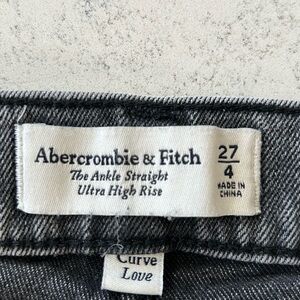 Abercrombie & Fitch
The Ankle Straight
Ultra High Rise
27
4
MADE IN
CHINA
Curve
Love